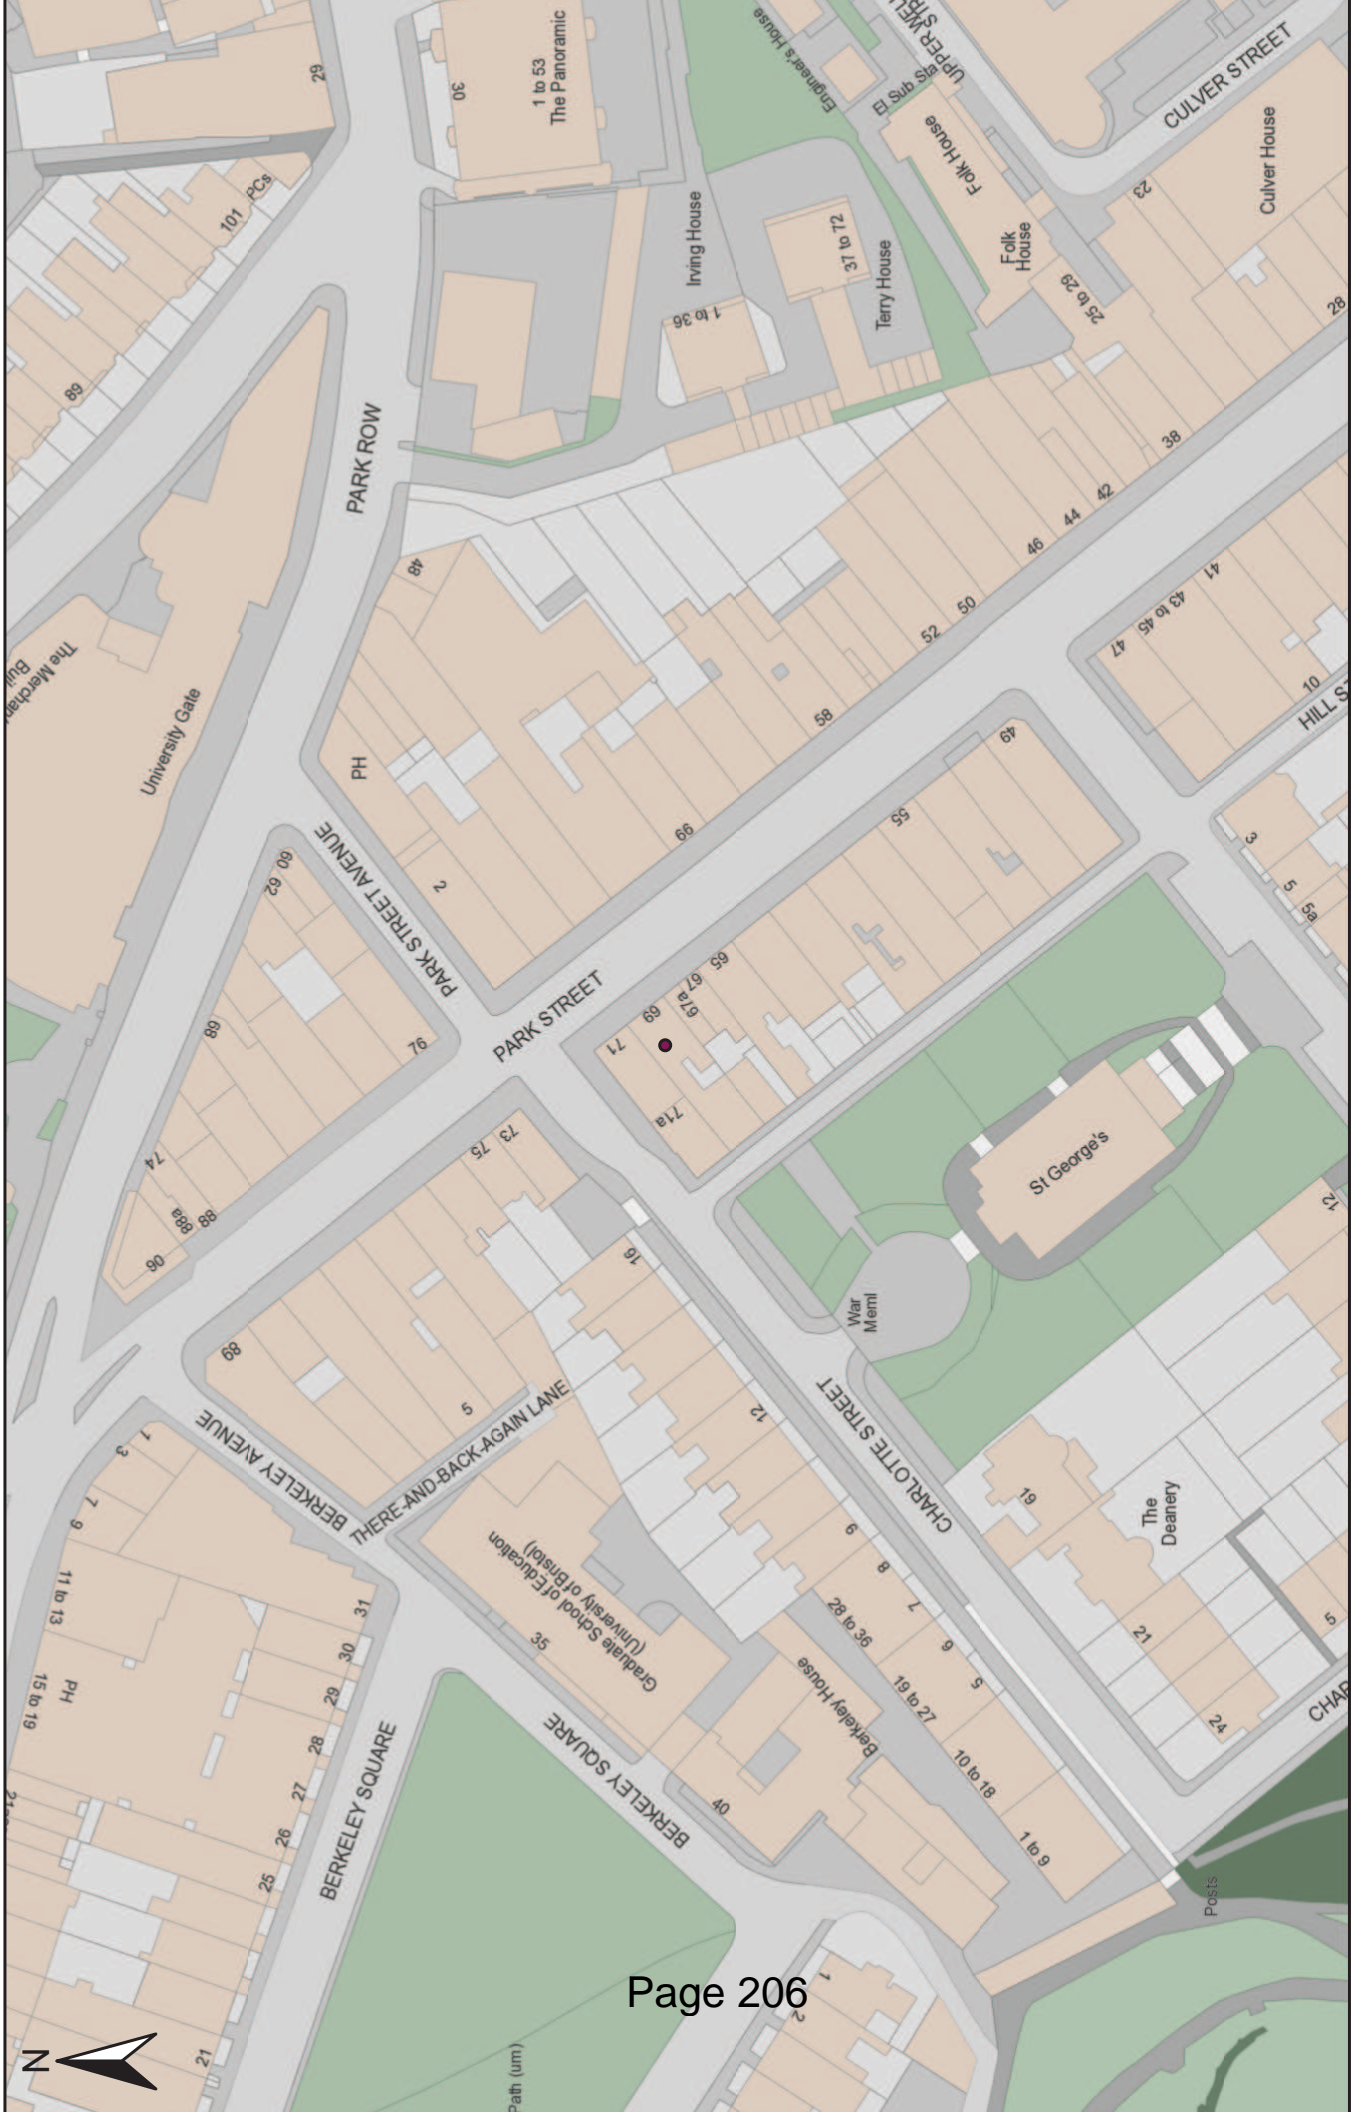 29
30
1 to 53
The Panoramic
Engineer's House
El Sub Sta
CULVER STREET
Folk House
Culver House
PCs
101
Irving House
37 to 72
Terry House
Folk
House
23
25 to 29
28
1 to 36
89
PARK ROW
38
42
44
46
48
50
52
41
43 to 45
47
10
University Gate
PH
58
49
3
5
5a
66
55
PARK STREET AVENUE
60
62
2
65
67
67a
69
71
71a
PARK STREET
68
76
73
75
74
88a
88
90
St George's
12
16
War
Meml
89
5
12
CHARLOTTE STREET
BERKELEY AVENUE
THERE-AND-BACK-AGAIN LANE
1
3
7
9
11 to 13
15 to 19
PH
Graduate School of Education
(University of Bristol)
35
19
The
Deanery
9
8
7
6
5
28 to 36
19 to 27
10 to 18
1 to 9
21
24
5
31
30
29
28
27
26
25
21
BERKELEY SQUARE
BERKELEY SQUARE
Berkeley House
40
Posts
1
2
Page 206
Path (um)
N